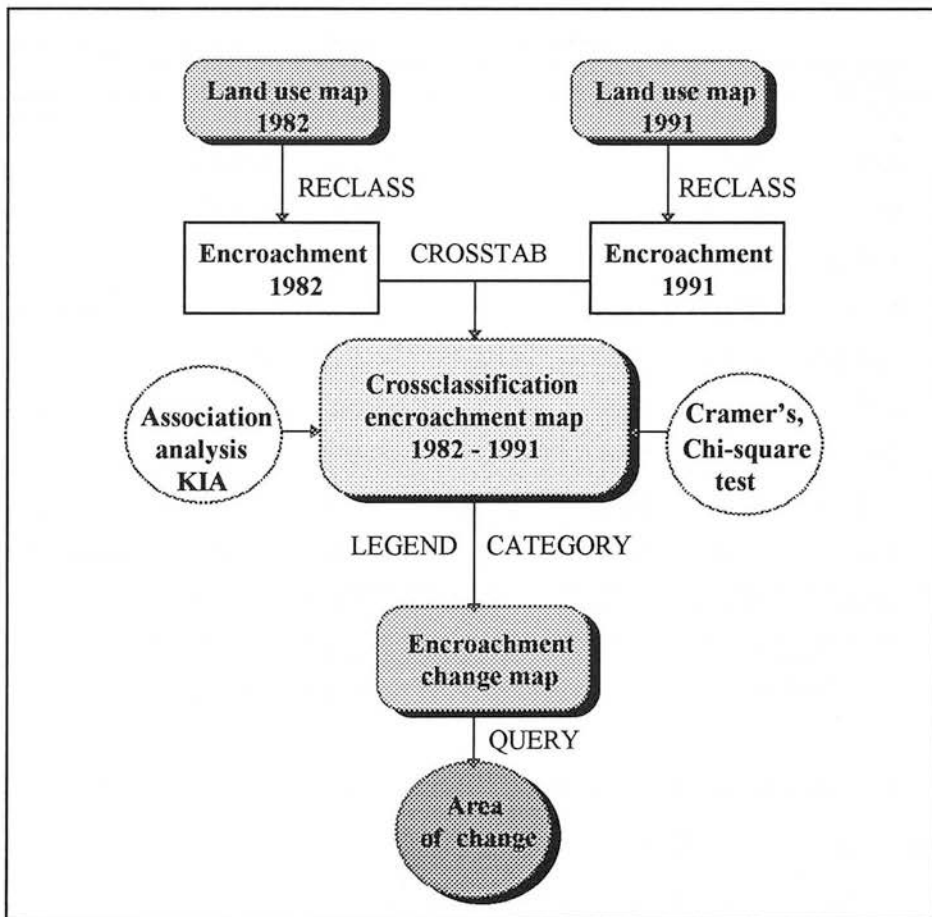 Land use map
1982
Land use map
1991
RECLASS
RECLASS
Encroachment
1982
CROSSTAB
Encroachment
1991
Association
analysis
KIA
Crossclassification
encroachment map
1982 - 1991
Cramer's,
Chi-square
test
LEGEND
CATEGORY
Encroachment
change map
QUERY
Area
of change